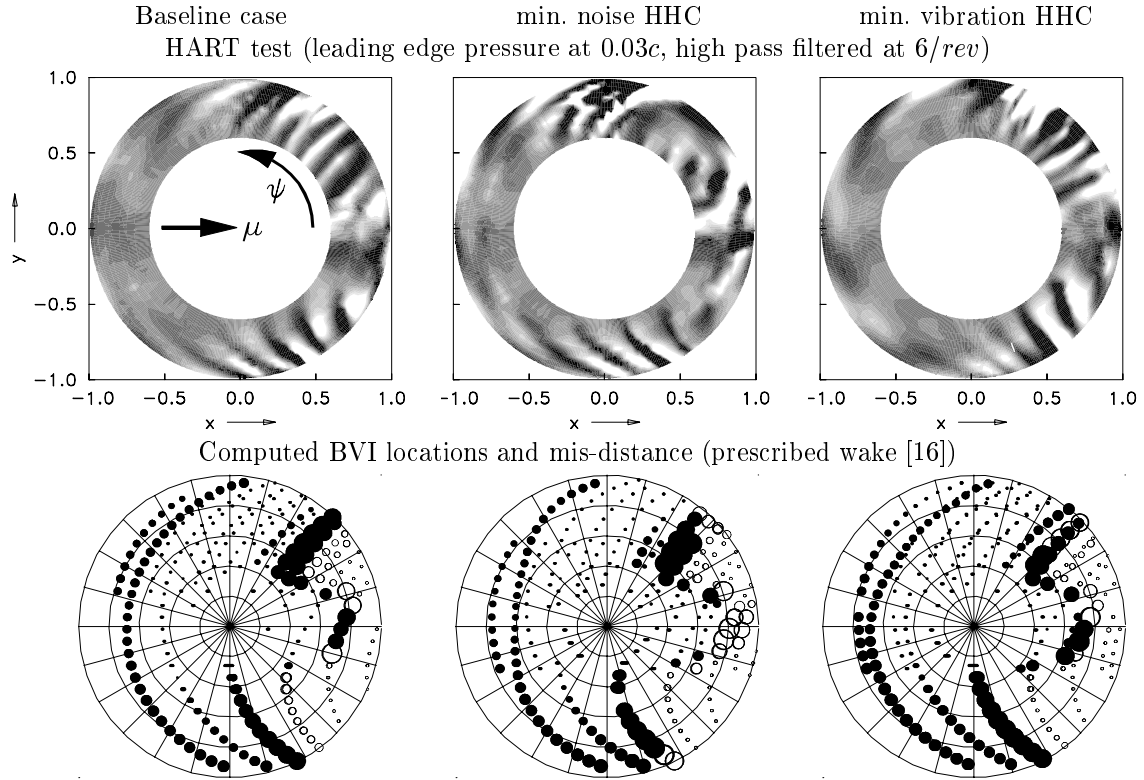 Baseline case min. noise HHC min. vibration HHC
HART test (leading edge pressure at 0.03c, high pass filtered at 6/rev)
1.0
0.5
0.0
−0.5
−1.0
y
ψ
μ
−1.0 −0.5 0.0 0.5 1.0 −1.0 −0.5 0.0 0.5 1.0 −1.0 −0.5 0.0 0.5 1.0
x x x
Computed BVI locations and mis-distance (prescribed wake [16])